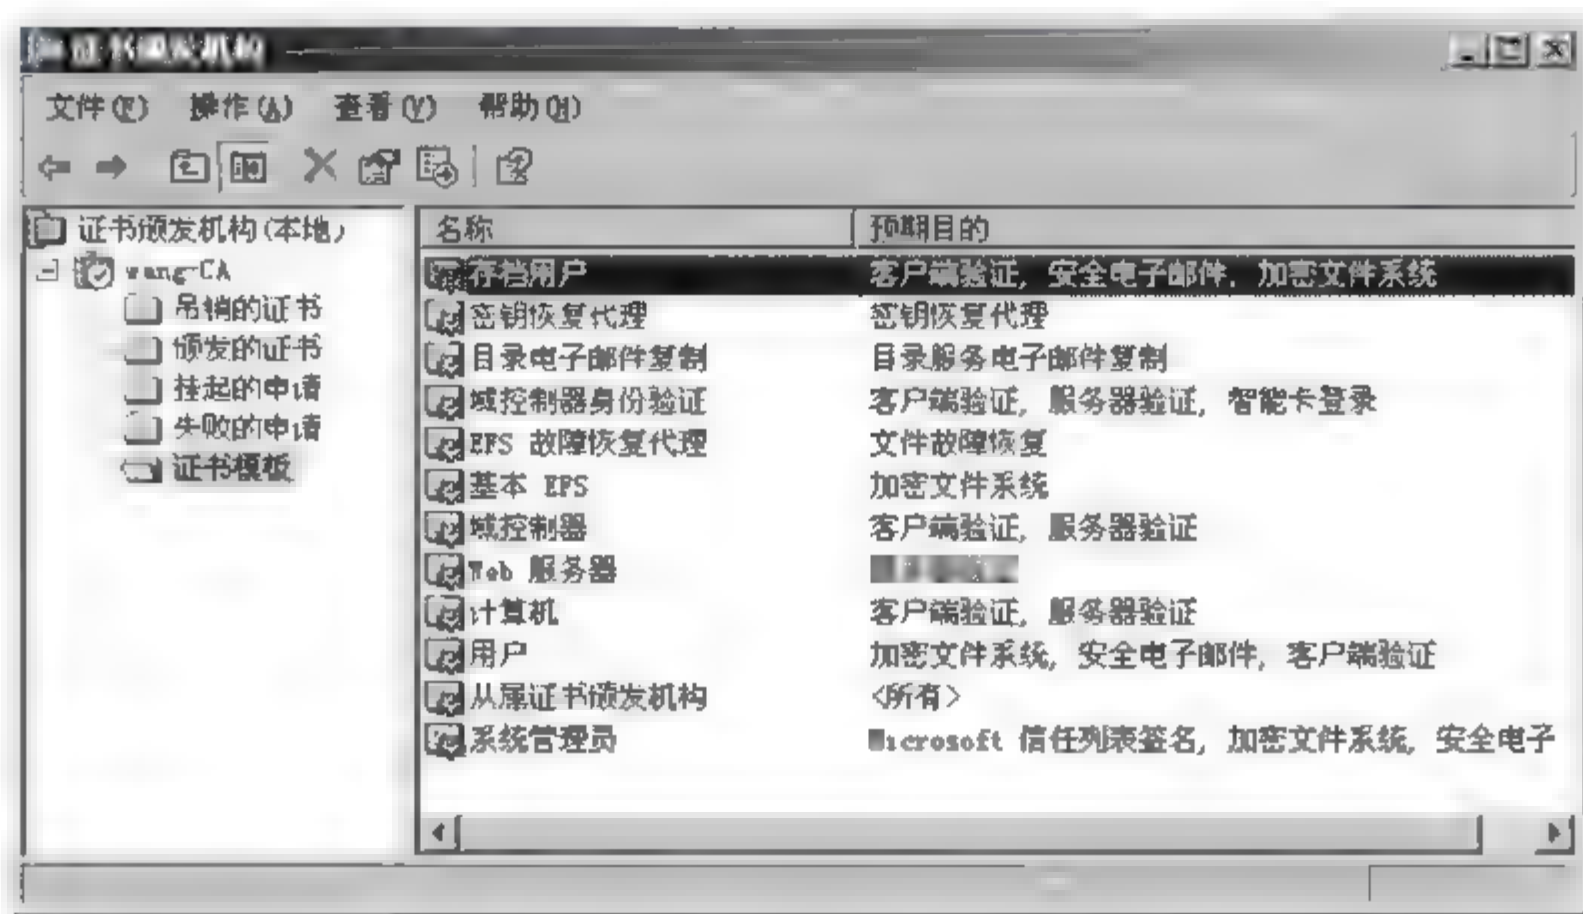 证书颁发机构
文件(F) 操作(A) 查看(V) 帮助(H)
证书颁发机构(本地)
wang-CA
吊销的证书
颁发的证书
挂起的申请
失败的申请
证书模板
名称 预期目的
存档用户 客户端验证, 安全电子邮件, 加密文件系统
密钥恢复代理 密钥恢复代理
目录电子邮件复制 目录服务电子邮件复制
域控制器身份验证 客户端验证, 服务器验证, 智能卡登录
EFS 故障恢复代理 文件故障恢复
基本 EFS 加密文件系统
域控制器 客户端验证, 服务器验证
Web 服务器
计算机 客户端验证, 服务器验证
用户 加密文件系统, 安全电子邮件, 客户端验证
从属证书颁发机构 <所有>
系统管理员 Microsoft 信任列表签名, 加密文件系统, 安全电子